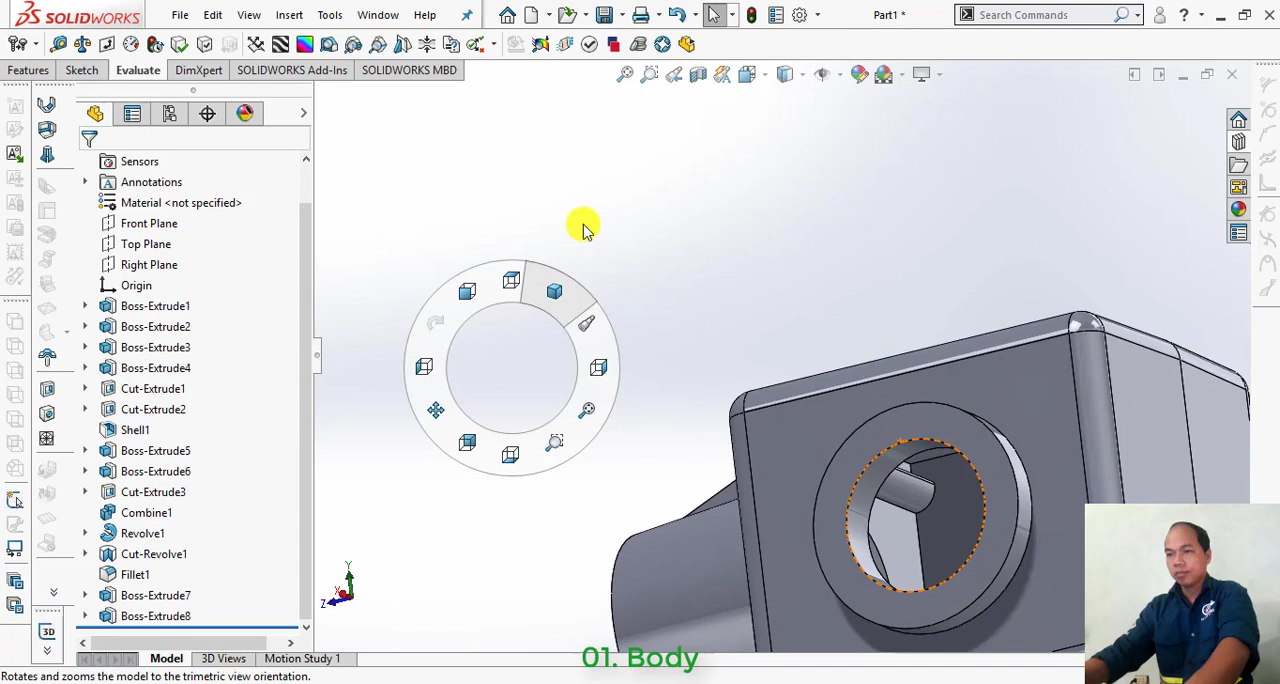 SOLIDWORKS File Edit View Insert Tools Window Help Part1 * Search Commands ?
Features Sketch Evaluate DimXpert SOLIDWORKS Add-Ins SOLIDWORKS MBD
Sensors
Annotations
Material <not specified>
Front Plane
Top Plane
Right Plane
Origin
Boss-Extrude1
Boss-Extrude2
Boss-Extrude3
Boss-Extrude4
Cut-Extrude1
Cut-Extrude2
Shell1
Boss-Extrude5
Boss-Extrude6
Cut-Extrude3
Combine1
Revolve1
Cut-Revolve1
Fillet1
Boss-Extrude7
Boss-Extrude8
Y
X
Z
3D
Model 3D Views Motion Study 1
01. Body
Rotates and zooms the model to the trimetric view orientation.